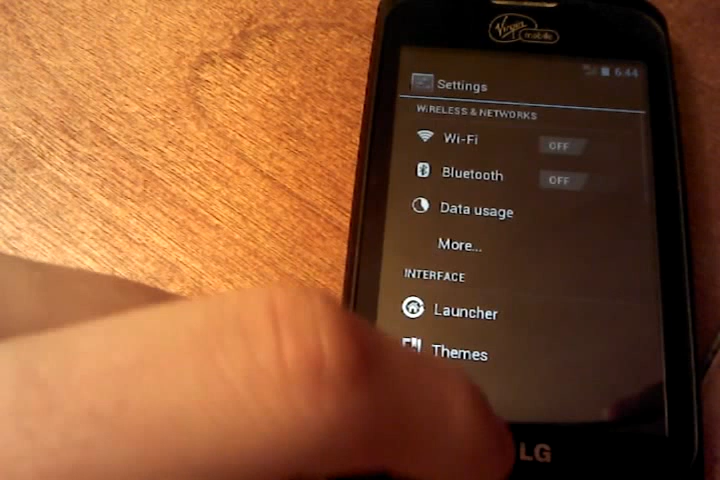 Virgin
mobile
6:44
Settings
WIRELESS & NETWORKS
Wi-Fi
OFF
Bluetooth
OFF
Data usage
More...
INTERFACE
Launcher
Themes
LG